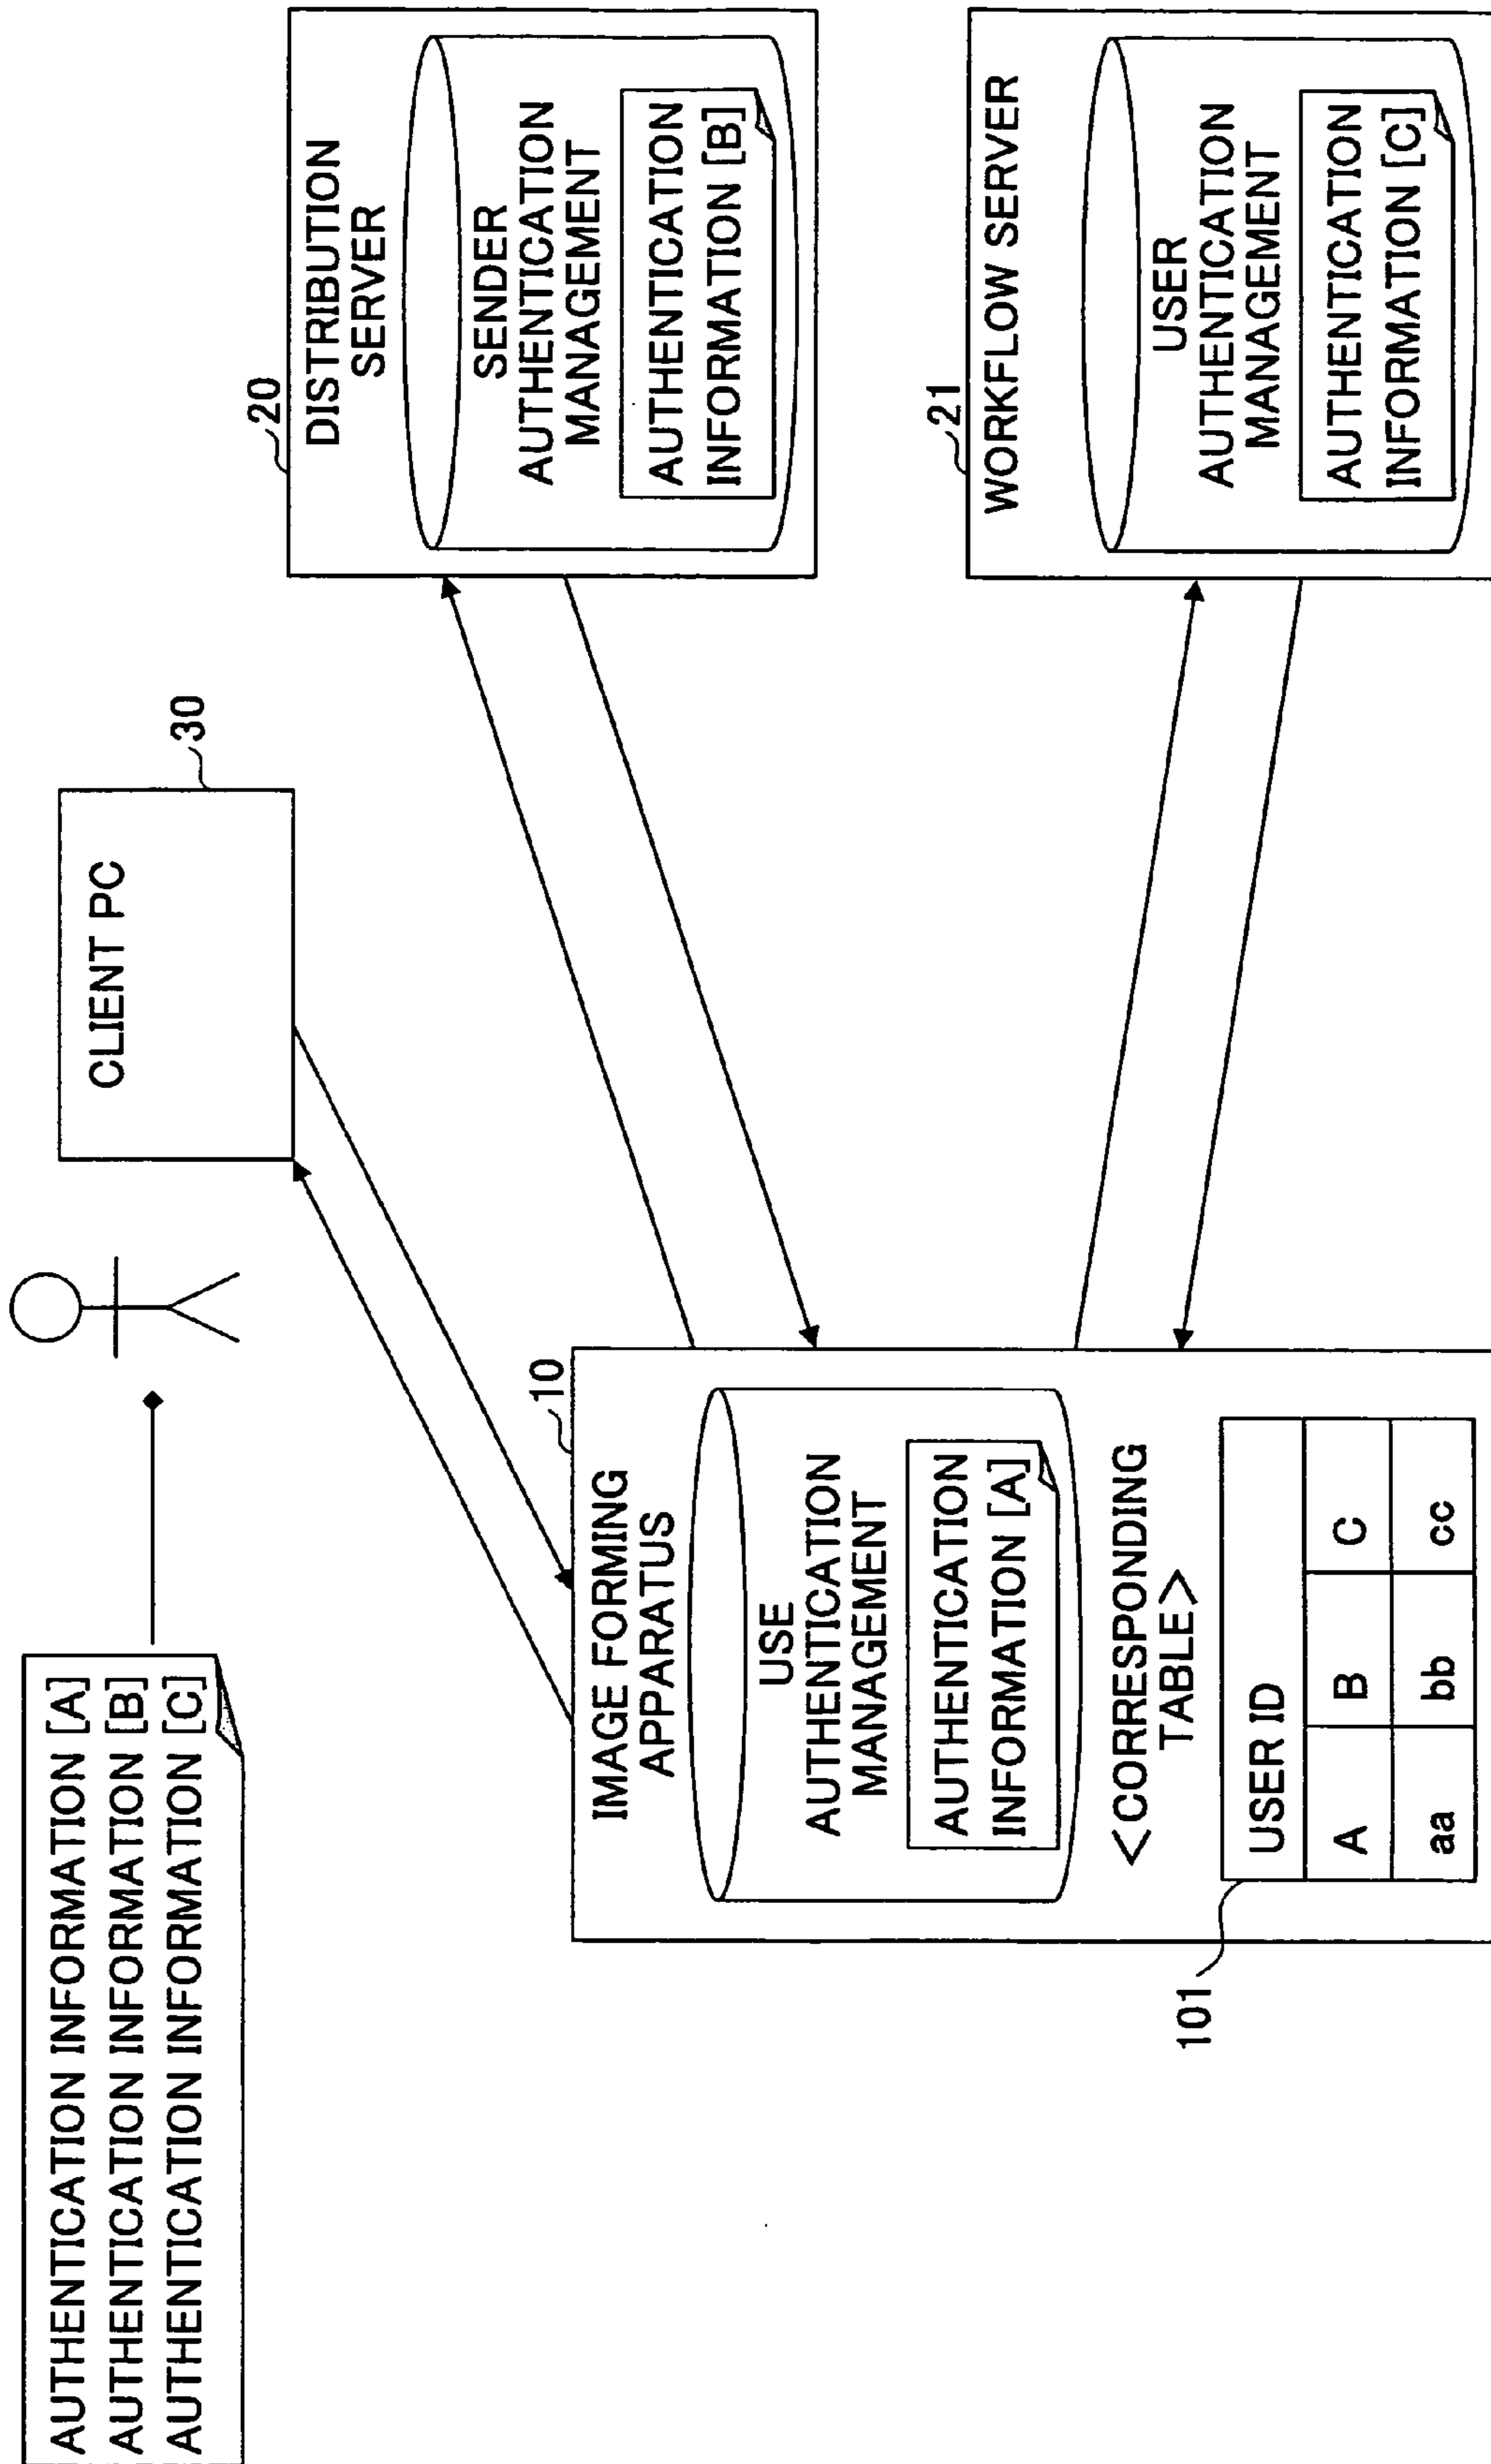 AUTHENTICATION INFORMATION [A]
AUTHENTICATION INFORMATION [B]
AUTHENTICATION INFORMATION [C]
CLIENT PC
30
20
DISTRIBUTION
SERVER
SENDER
AUTHENTICATION
MANAGEMENT
AUTHENTICATION
INFORMATION [B]
10
IMAGE FORMING
APPARATUS
USE
AUTHENTICATION
MANAGEMENT
AUTHENTICATION
INFORMATION [A]
<CORRESPONDING
TABLE>
101
USER ID
A B C
aa bb cc
21
WORKFLOW SERVER
USER
AUTHENTICATION
MANAGEMENT
AUTHENTICATION
INFORMATION [C]